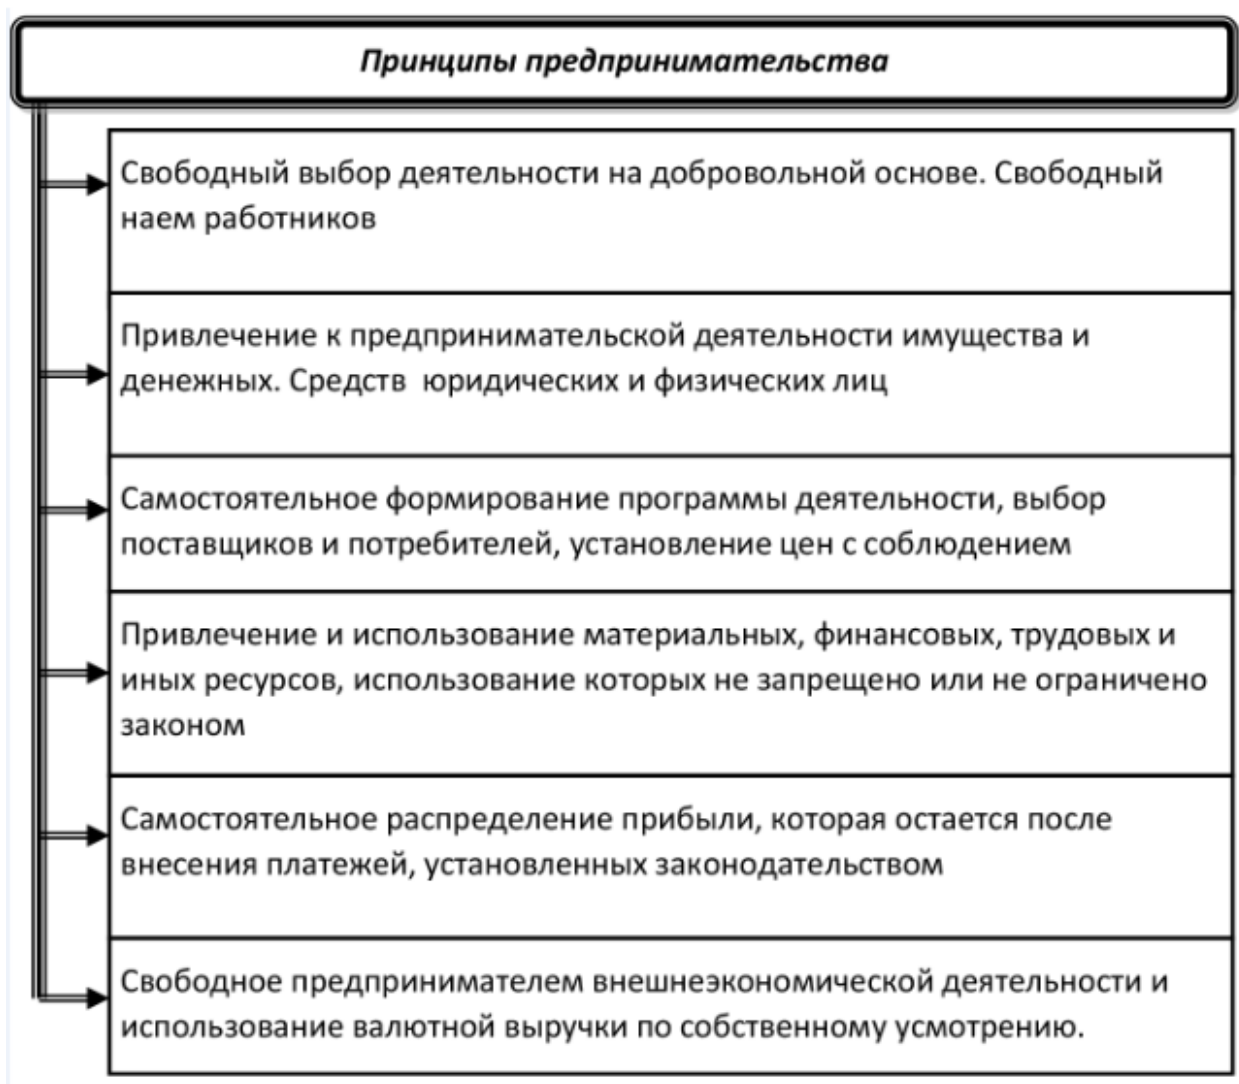 Принципы предпринимательства
Свободный выбор деятельности на добровольной основе. Свободный
наем работников
Привлечение к предпринимательской деятельности имущества и
денежных. Средств  юридических и физических лиц
Самостоятельное формирование программы деятельности, выбор
поставщиков и потребителей, установление цен с соблюдением
Привлечение и использование материальных, финансовых, трудовых и
иных ресурсов, использование которых не запрещено или не ограничено
законом
Самостоятельное распределение прибыли, которая остается после
внесения платежей, установленных законодательством
Свободное предпринимателем внешнеэкономической деятельности и
использование валютной выручки по собственному усмотрению.